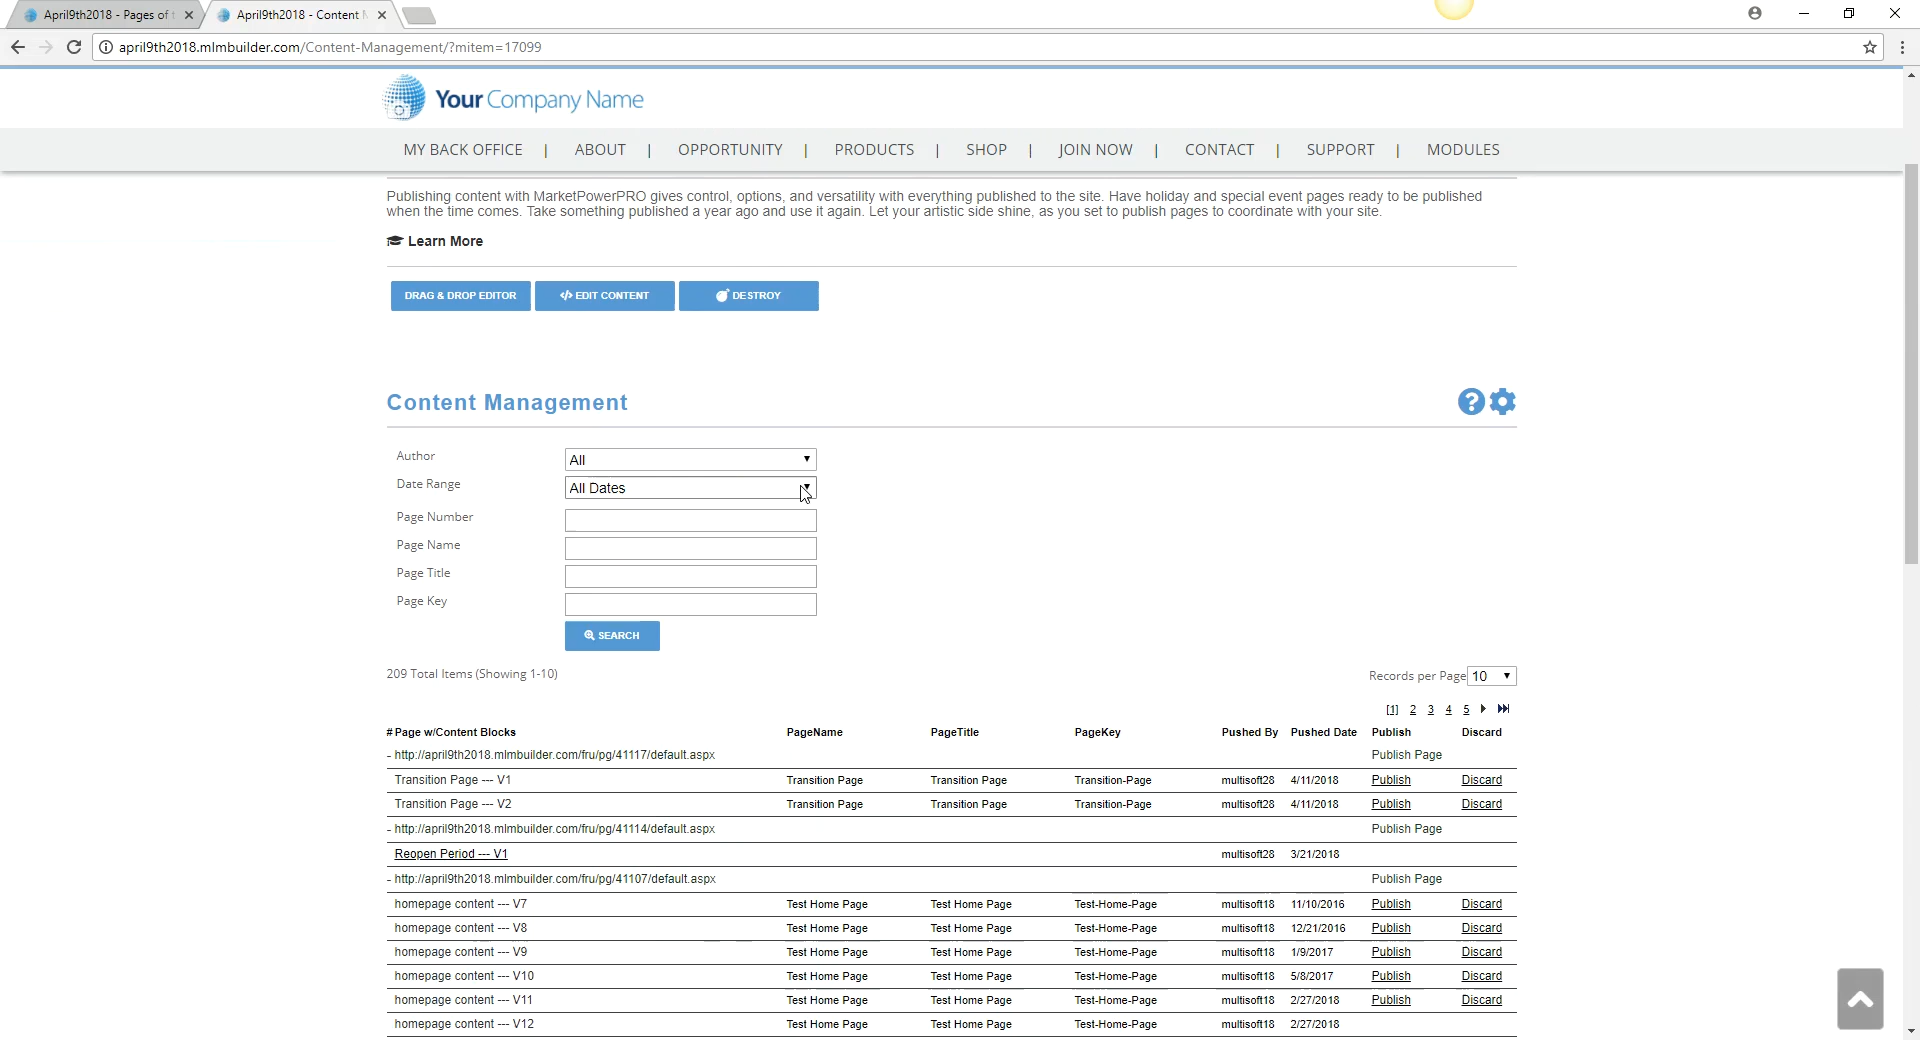 April9th2018 - Pages of
April9th2018 - Content
april9th2018.mlmbuilder.com/Content-Management/?mitem=17099
Your Company Name
MY BACK OFFICE | ABOUT | OPPORTUNITY | PRODUCTS | SHOP | JOIN NOW | CONTACT | SUPPORT | MODULES
Publishing content with MarketPowerPRO gives control, options, and versatility with everything published to the site. Have holiday and special event pages ready to be published
when the time comes. Take something published a year ago and use it again. Let your artistic side shine, as you set to publish pages to coordinate with your site.
Learn More
DRAG & DROP EDITOR </> EDIT CONTENT DESTROY
Content Management
Author All
Date Range All Dates
Page Number
Page Name
Page Title
Page Key
SEARCH
209 Total Items (Showing 1-10) Records per Page 10
[1] 2 3 4 5
# Page w/Content Blocks PageName PageTitle PageKey Pushed By Pushed Date Publish Discard
- http://april9th2018.mlmbuilder.com/fru/pg/41117/default.aspx Publish Page
Transition Page --- V1 Transition Page Transition Page Transition-Page multisoft28 4/11/2018 Publish Discard
Transition Page --- V2 Transition Page Transition Page Transition-Page multisoft28 4/11/2018 Publish Discard
- http://april9th2018.mlmbuilder.com/fru/pg/41114/default.aspx Publish Page
Reopen Period --- V1 multisoft28 3/21/2018
- http://april9th2018.mlmbuilder.com/fru/pg/41107/default.aspx Publish Page
homepage content --- V7 Test Home Page Test Home Page Test-Home-Page multisoft18 11/10/2016 Publish Discard
homepage content --- V8 Test Home Page Test Home Page Test-Home-Page multisoft18 12/21/2016 Publish Discard
homepage content --- V9 Test Home Page Test Home Page Test-Home-Page multisoft18 1/9/2017 Publish Discard
homepage content --- V10 Test Home Page Test Home Page Test-Home-Page multisoft18 5/8/2017 Publish Discard
homepage content --- V11 Test Home Page Test Home Page Test-Home-Page multisoft18 2/27/2018 Publish Discard
homepage content --- V12 Test Home Page Test Home Page Test-Home-Page multisoft18 2/27/2018